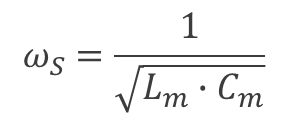 ω_S = 1 / √(L_m · C_m)